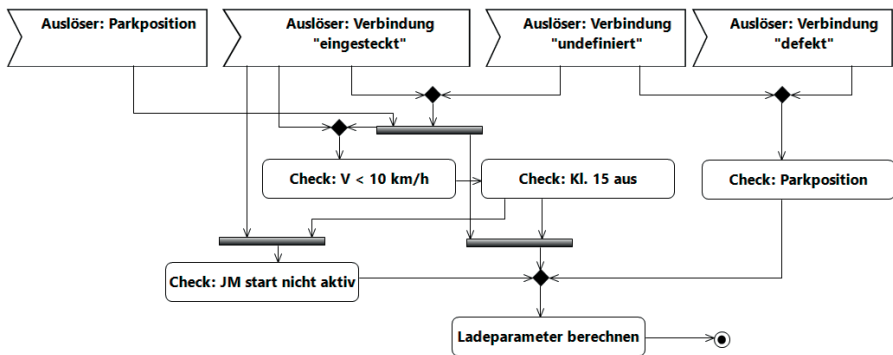 Auslöser: Parkposition
Auslöser: Verbindung
"eingesteckt"
Auslöser: Verbindung
"undefiniert"
Auslöser: Verbindung
"defekt"
Check: V < 10 km/h
Check: Kl. 15 aus
Check: Parkposition
Check: JM start nicht aktiv
Ladeparameter berechnen